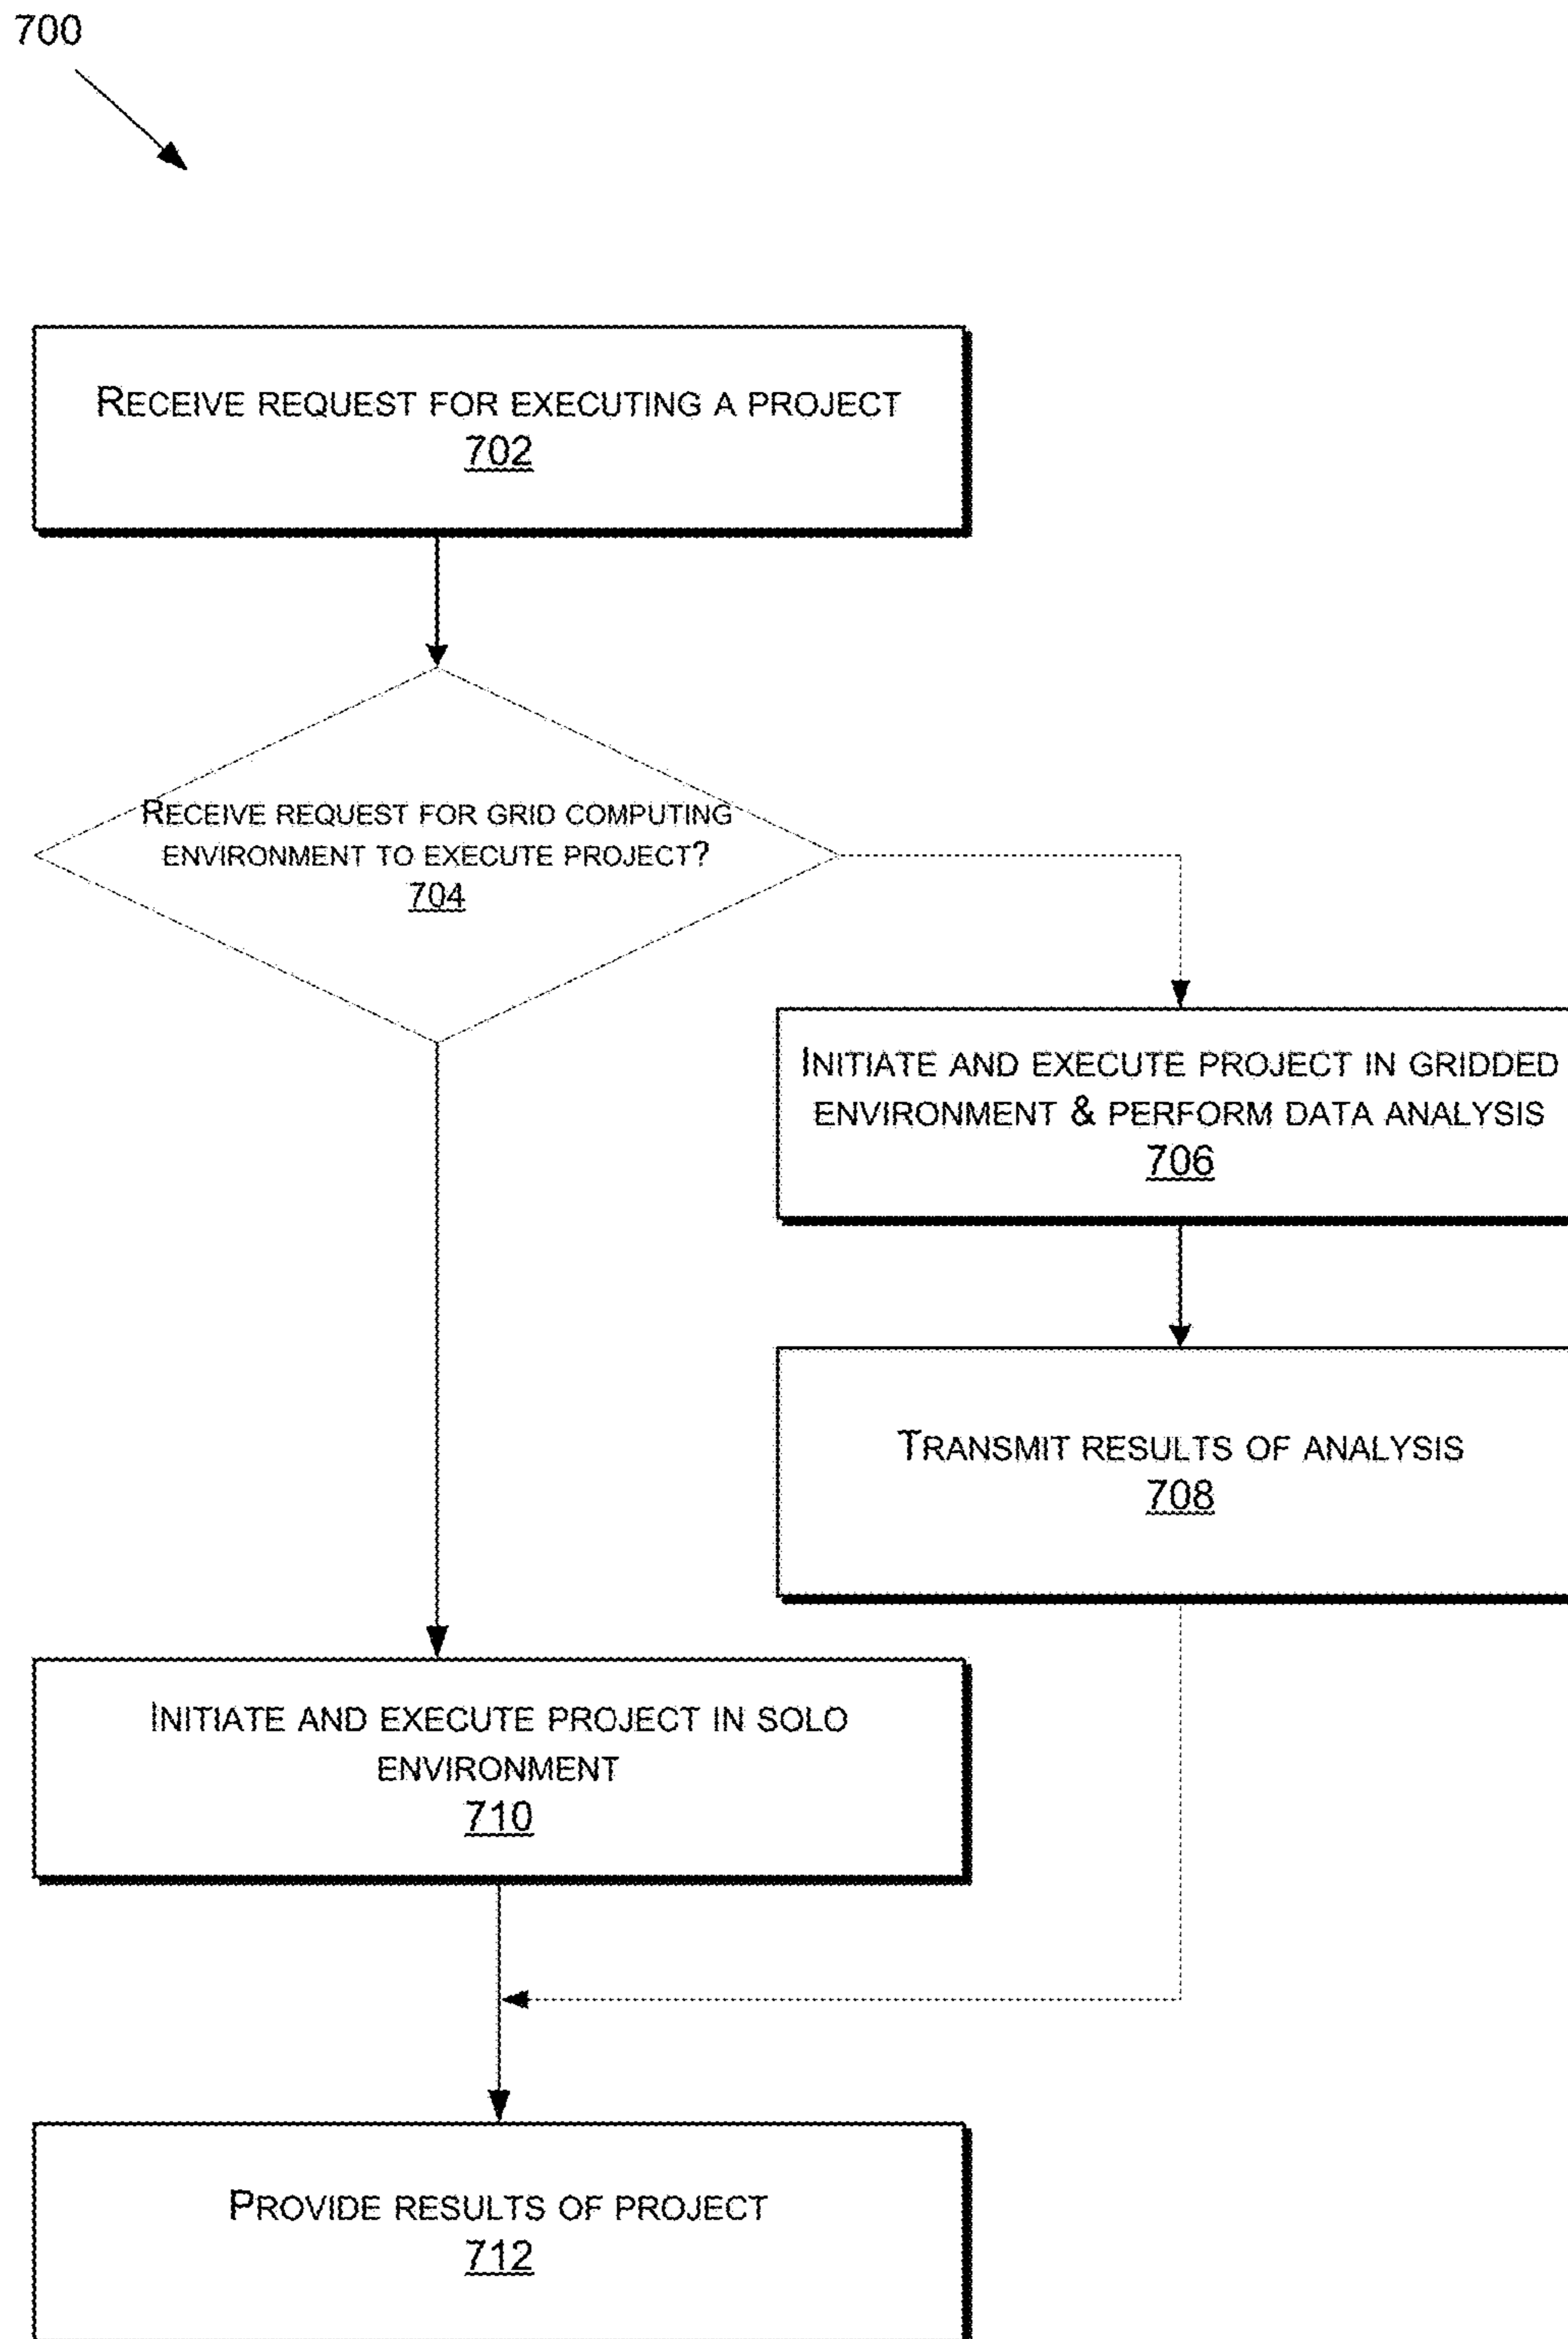 700
RECEIVE REQUEST FOR EXECUTING A PROJECT
702
RECEIVE REQUEST FOR GRID COMPUTING
ENVIRONMENT TO EXECUTE PROJECT?
704
INITIATE AND EXECUTE PROJECT IN GRIDDED
ENVIRONMENT & PERFORM DATA ANALYSIS
706
TRANSMIT RESULTS OF ANALYSIS
708
INITIATE AND EXECUTE PROJECT IN SOLO
ENVIRONMENT
710
PROVIDE RESULTS OF PROJECT
712